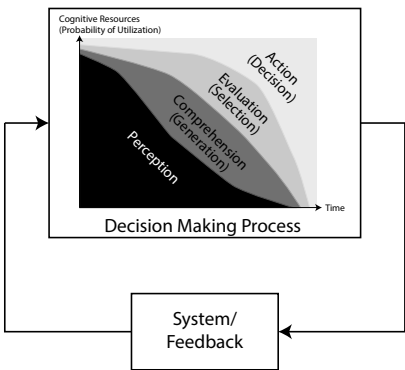 Cognitive Resources
(Probability of Utilization)
Action
(Decision)
Evaluation
(Selection)
Comprehension
(Generation)
Perception
Time
Decision Making Process
System/
Feedback